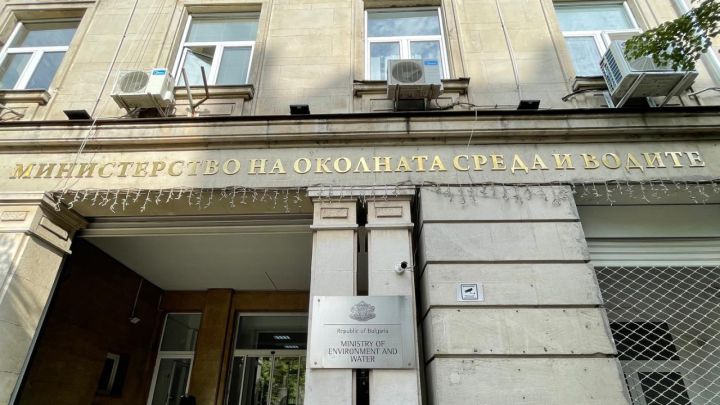 МИНИСТЕРСТВО НА ОКОЛНАТА СРЕДА И ВОДИТЕ
Republic of Bulgaria
MINISTRY OF
ENVIRONMENT AND
WATER